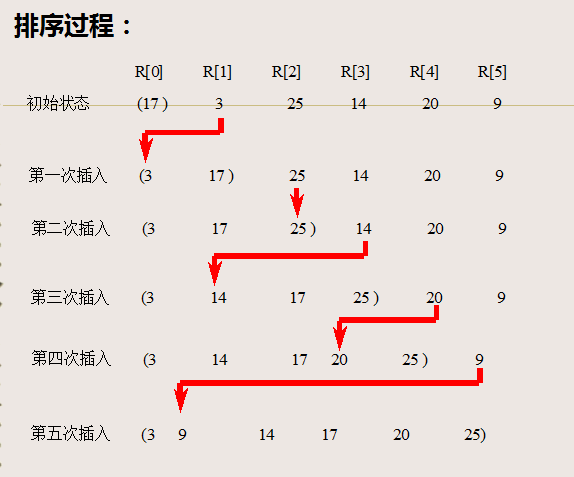 排序过程：
R[0] R[1] R[2] R[3] R[4] R[5]
初始状态 (17 ) 3 25 14 20 9
第一次插入 (3 17 ) 25 14 20 9
第二次插入 (3 17 25 ) 14 20 9
第三次插入 (3 14 17 25 ) 20 9
第四次插入 (3 14 17 20 25 ) 9
第五次插入 (3 9 14 17 20 25)